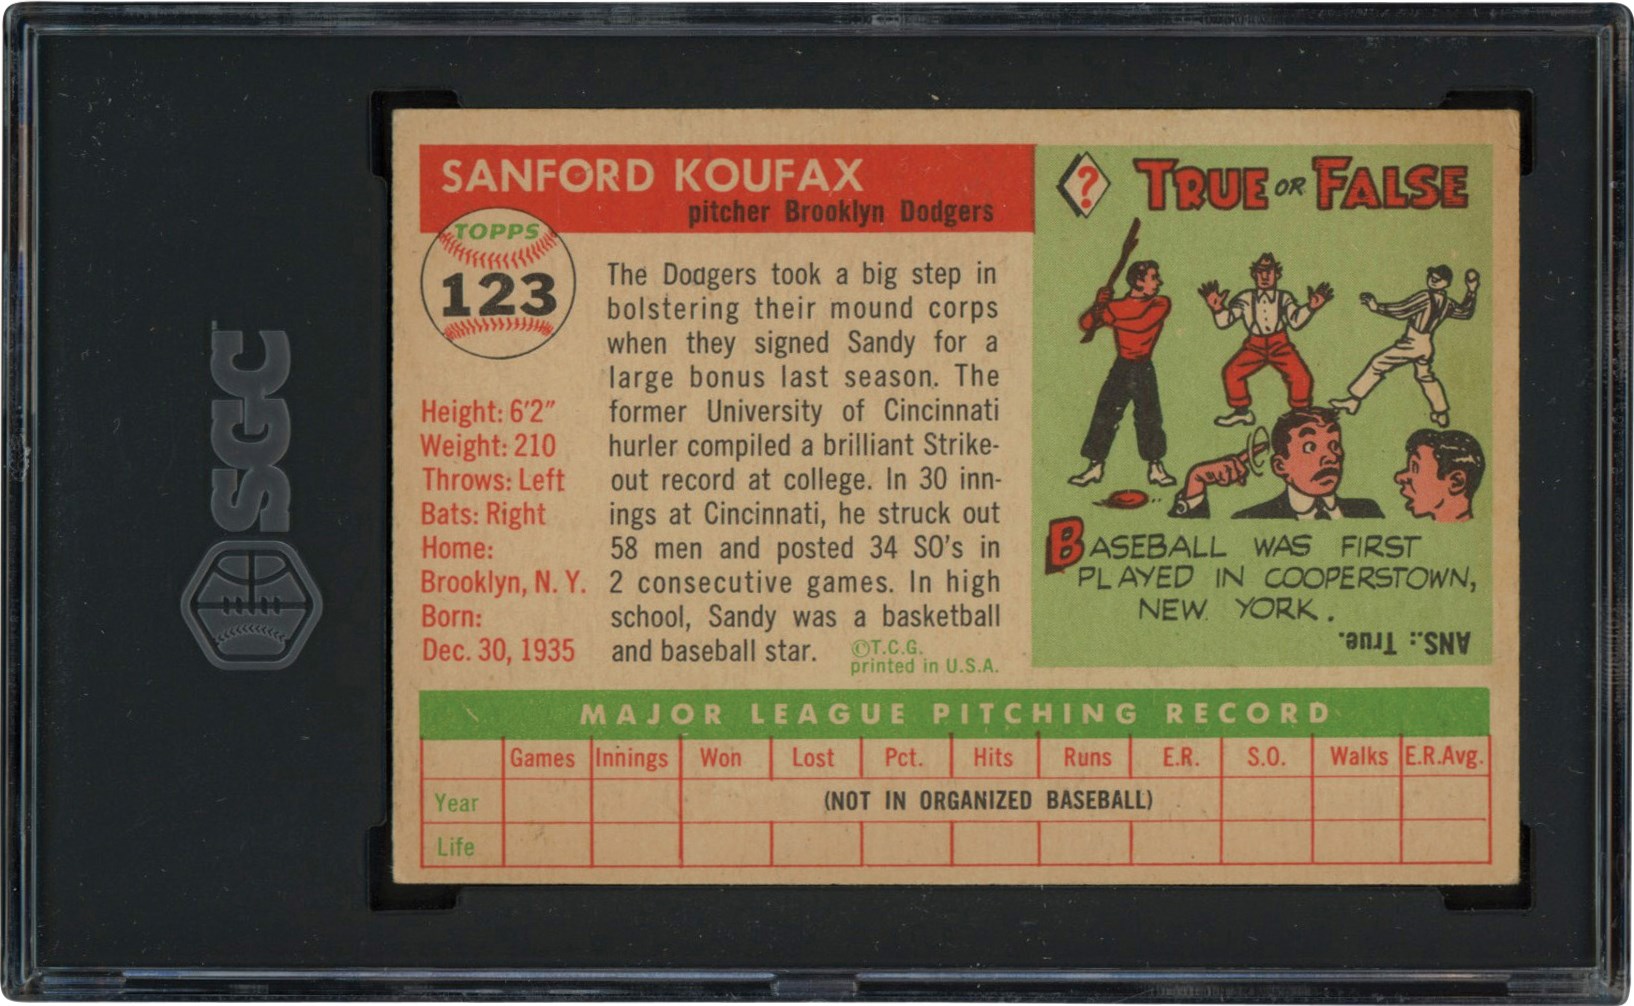 SGC
SANFORD KOUFAX
pitcher Brooklyn Dodgers
TOPPS
123
Height: 6'2"
Weight: 210
Throws: Left
Bats: Right
Home:
Brooklyn, N. Y.
Born:
Dec. 30, 1935
The Dodgers took a big step in
bolstering their mound corps
when they signed Sandy for a
large bonus last season. The
former University of Cincinnati
hurler compiled a brilliant Strike-
out record at college. In 30 inn-
ings at Cincinnati, he struck out
58 men and posted 34 SO's in
2 consecutive games. In high
school, Sandy was a basketball
and baseball star.
©T.C.G.
printed in U.S.A.
? TRUE OR FALSE
BASEBALL WAS FIRST
PLAYED IN COOPERSTOWN,
NEW YORK.
ANS.: True.
MAJOR LEAGUE PITCHING RECORD
Games Innings Won Lost Pct. Hits Runs E.R. S.O. Walks E.R.Avg.
Year (NOT IN ORGANIZED BASEBALL)
Life